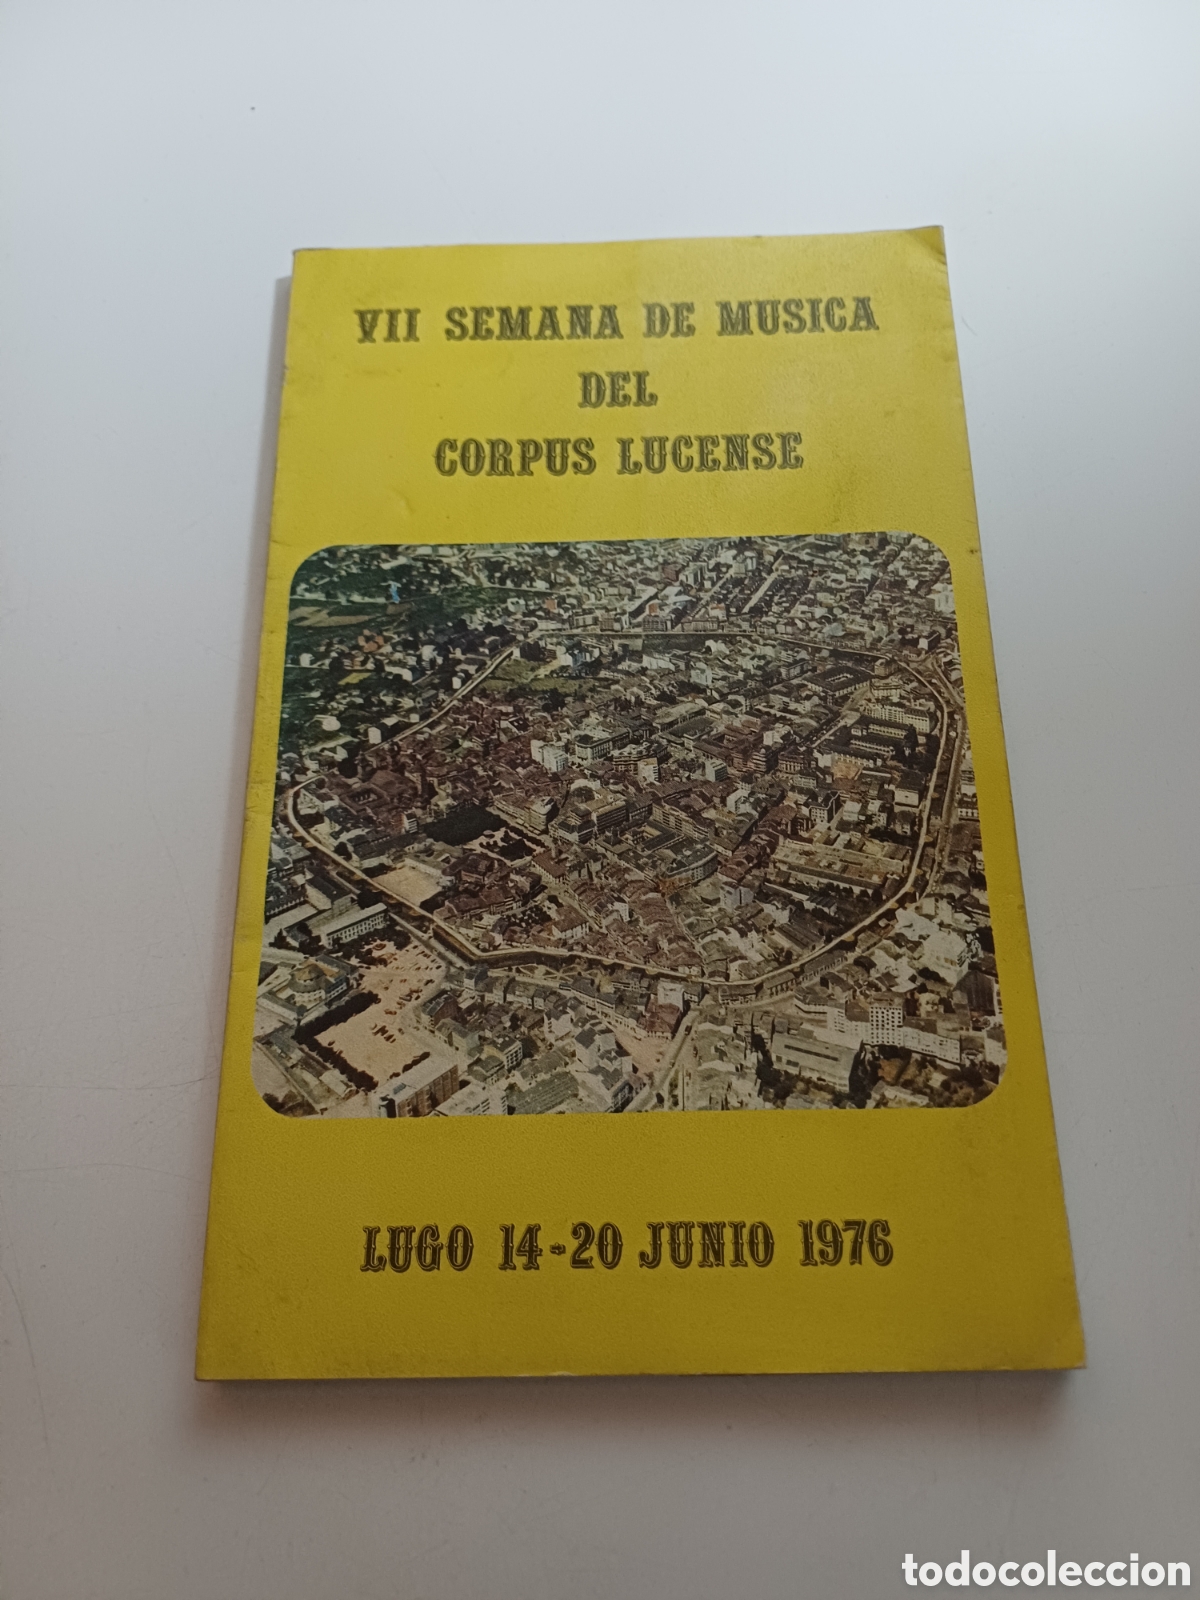 VII SEMANA DE MUSICA
DEL
CORPUS LUCENSE
LUGO 14-20 JUNIO 1976
todocoleccion